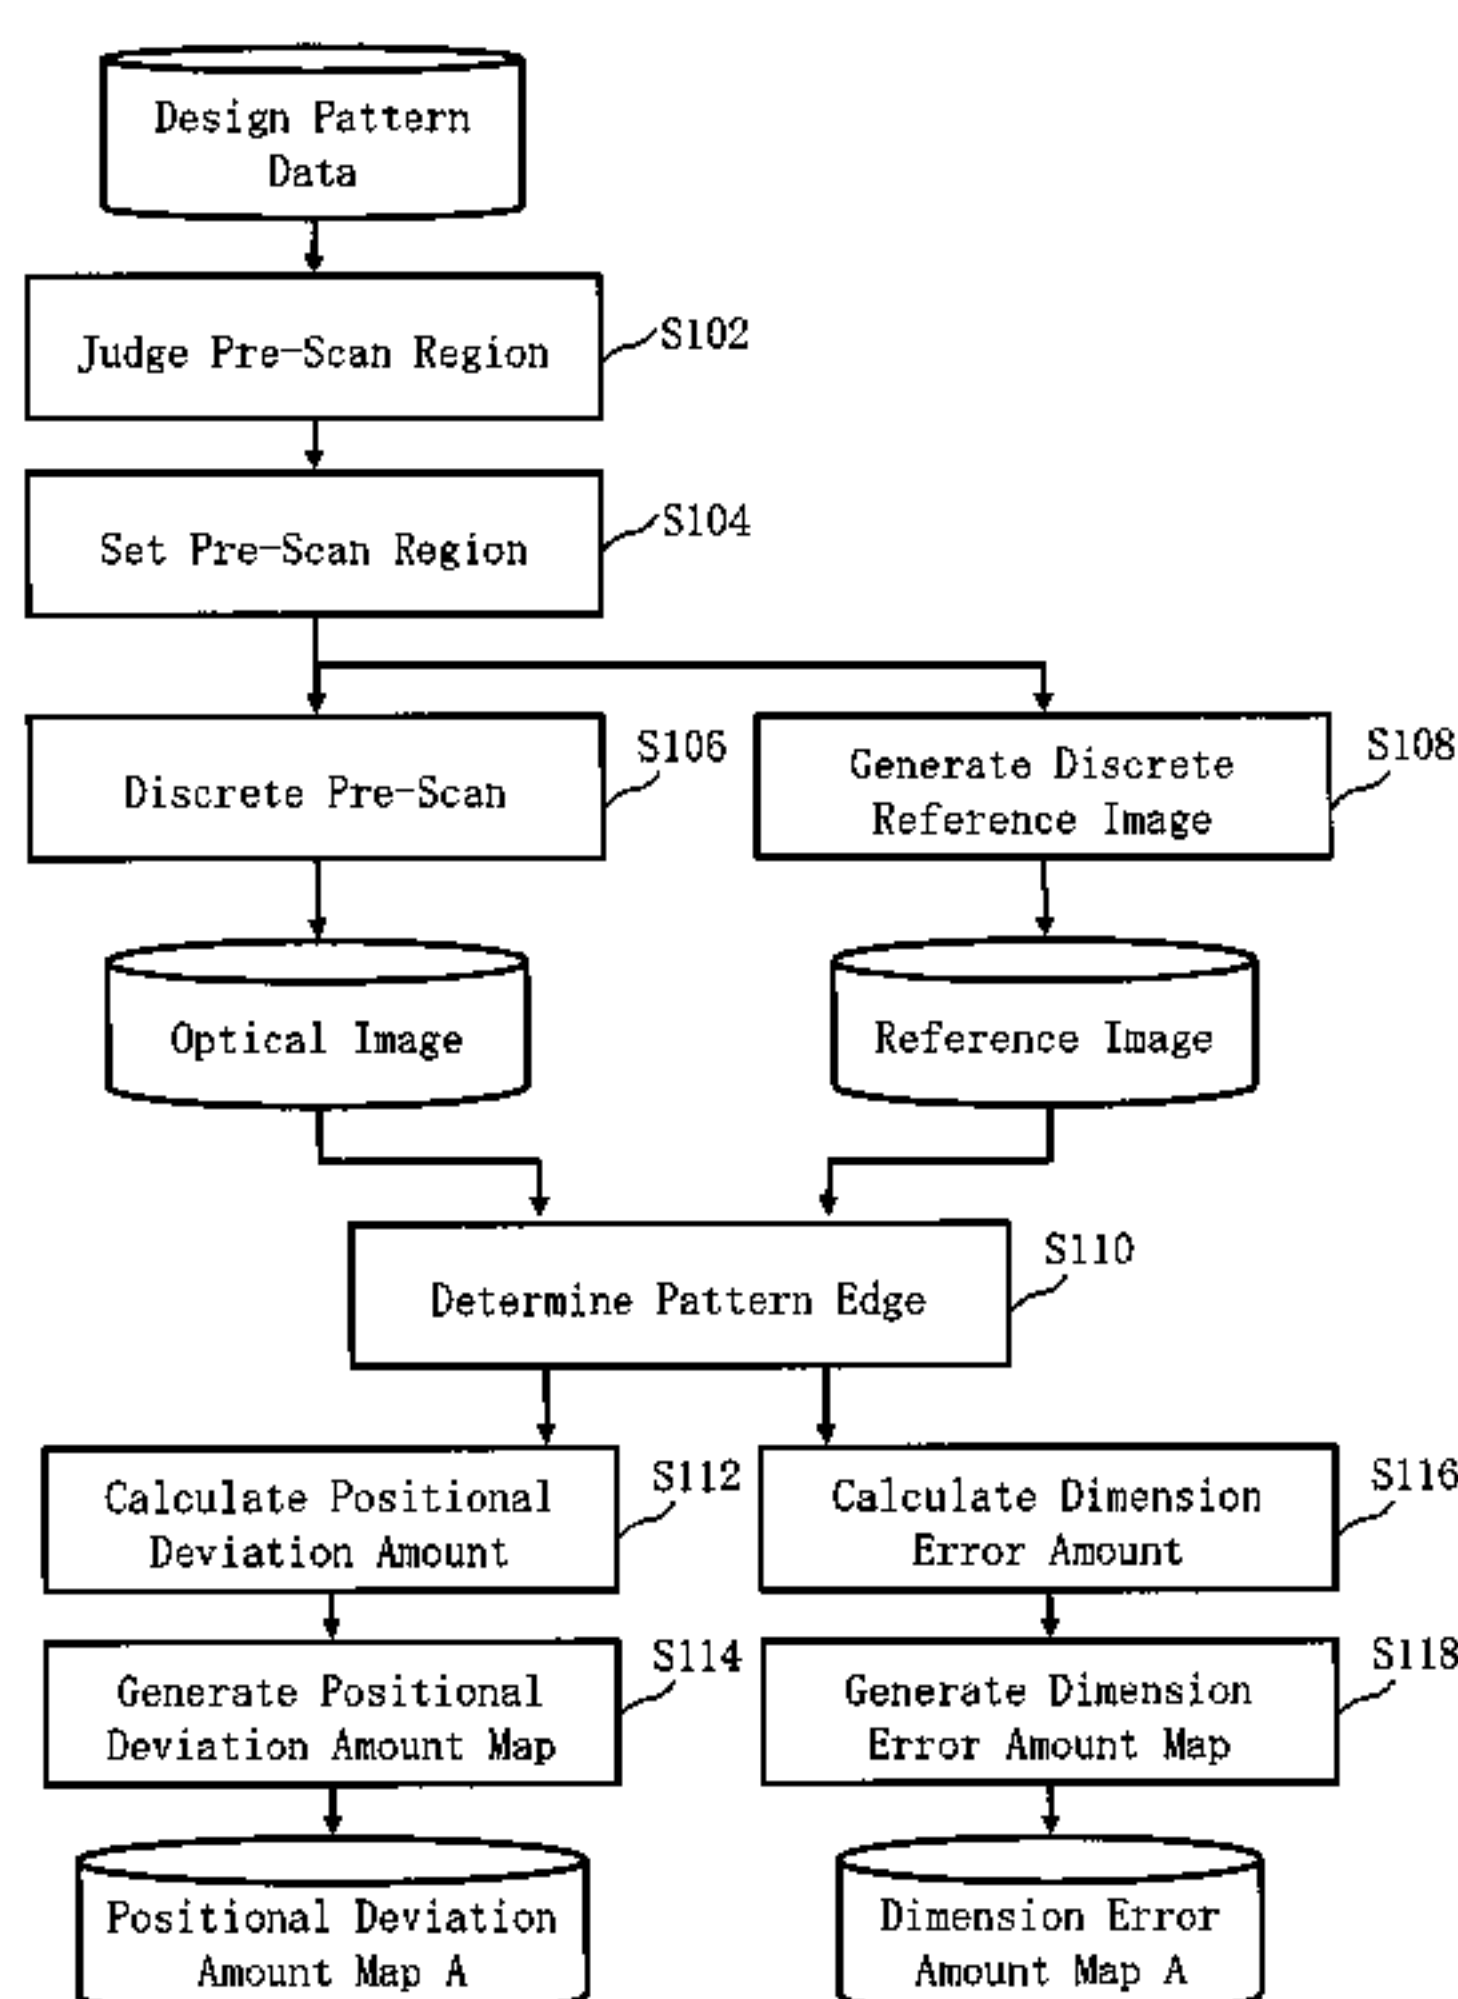 Design Pattern
Data
Judge Pre-Scan Region
S102
Set Pre-Scan Region
S104
Discrete Pre-Scan
S106
Generate Discrete
Reference Image
S108
Optical Image
Reference Image
Determine Pattern Edge
S110
Calculate Positional
Deviation Amount
S112
Calculate Dimension
Error Amount
S116
Generate Positional
Deviation Amount Map
S114
Generate Dimension
Error Amount Map
S118
Positional Deviation
Amount Map A
Dimension Error
Amount Map A